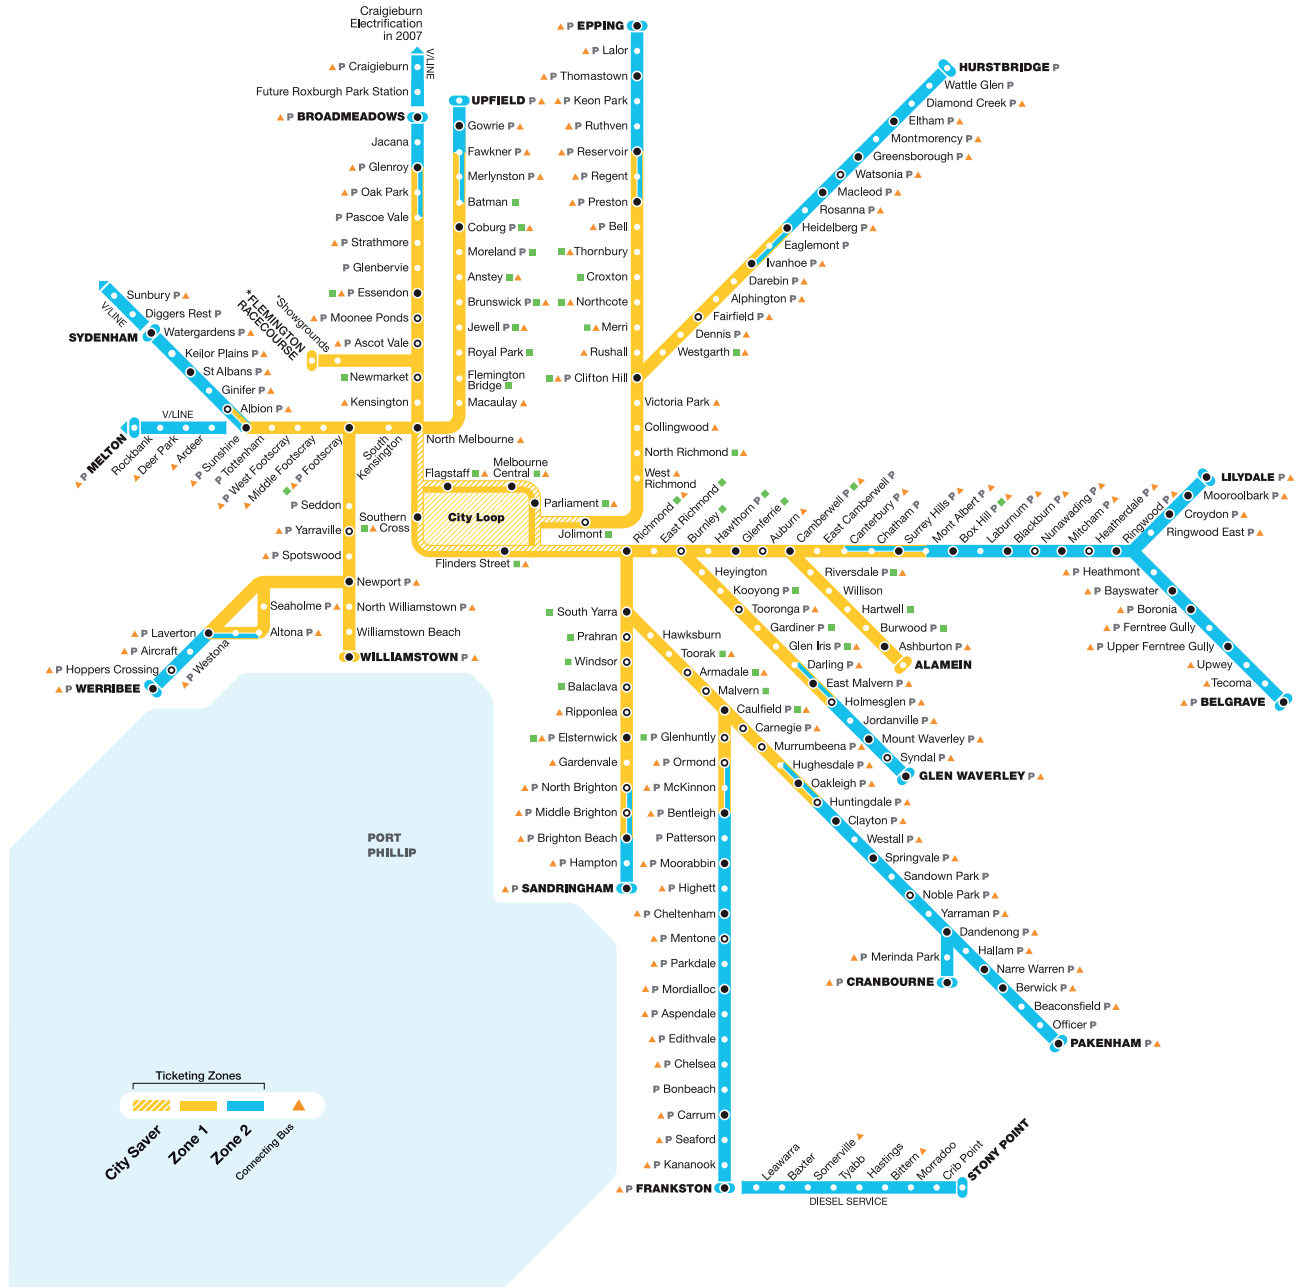 Craigieburn
Electrification
in 2007
V/LINE
P Craigieburn
Future Roxburgh Park Station
P BROADMEADOWS
Jacana
P Glenroy
P Oak Park
P Pascoe Vale
P Strathmore
P Glenbervie
P Essendon
P Moonee Ponds
P Ascot Vale
Newmarket
Kensington
*Showgrounds
*FLEMINGTON
RACECOURSE
UPFIELD P
Gowrie P
Fawkner P
Merlynston P
Batman
Coburg P
Moreland P
Anstey
Brunswick P
Jewell P
Royal Park
Flemington
Bridge
Macaulay
North Melbourne
P EPPING
P Lalor
P Thomastown
P Keon Park
P Ruthven
P Reservoir
P Regent
P Preston
P Bell
Thornbury
Croxton
Northcote
Merri
Rushall
P Clifton Hill
Victoria Park
Collingwood
North Richmond
West
Richmond
Jolimont
HURSTBRIDGE P
Wattle Glen P
Diamond Creek P
Eltham P
Montmorency P
Greensborough P
Watsonia P
Macleod P
Rosanna P
Heidelberg P
Eaglemont P
Ivanhoe P
Darebin P
Alphington P
Fairfield P
Dennis P
Westgarth
V/LINE
Sunbury P
Diggers Rest P
Watergardens P
SYDENHAM
Keilor Plains P
St Albans P
Ginifer P
Albion P
V/LINE
P MELTON
Rockbank
Deer Park
Ardeer
P Sunshine
P Tottenham
P West Footscray
P Middle Footscray
P Footscray
South
Kensington
P Seddon
P Yarraville
P Spotswood
Newport P
Seaholme P
North Williamstown P
Altona P
Williamstown Beach
WILLIAMSTOWN P
P Westona
P Laverton
P Aircraft
P Hoppers Crossing
P WERRIBEE
Flagstaff
Melbourne
Central
Parliament
City Loop
Southern
Cross
Flinders Street
Richmond
East Richmond
Burnley
Hawthorn P
Glenferrie
Auburn
Camberwell P
East Camberwell P
Canterbury P
Chatham P
Surrey Hills P
Mont Albert P
Box Hill P
Laburnum P
Blackburn P
Nunawading P
Mitcham P
Heatherdale P
Ringwood P
LILYDALE P
Mooroolbark P
Croydon P
Ringwood East P
P Heathmont
P Bayswater
P Boronia
P Ferntree Gully
P Upper Ferntree Gully
Upwey
Tecoma
P BELGRAVE
Heyington
Kooyong P
Tooronga P
Gardiner P
Glen Iris P
Darling P
East Malvern P
Holmesglen P
Jordanville P
Mount Waverley P
Syndal P
GLEN WAVERLEY P
Riversdale P
Willison
Hartwell
Burwood P
Ashburton P
ALAMEIN
South Yarra
Prahran
Windsor
Balaclava
Ripponlea
P Elsternwick
Gardenvale
P North Brighton
P Middle Brighton
P Brighton Beach
P Hampton
P SANDRINGHAM
Hawksburn
Toorak
Armadale
Malvern
Caulfield P
Carnegie P
Murrumbeena P
Hughesdale P
Oakleigh P
Huntingdale P
Clayton P
Westall P
Springvale P
Sandown Park P
Noble Park P
Yarraman P
Dandenong P
Hallam P
Narre Warren P
Berwick P
Beaconsfield P
Officer P
PAKENHAM P
P Merinda Park
P CRANBOURNE
P Glenhuntly
P Ormond
P McKinnon
P Bentleigh
P Patterson
P Moorabbin
P Highett
P Cheltenham
P Mentone
P Parkdale
P Mordialloc
P Aspendale
P Edithvale
P Chelsea
P Bonbeach
P Carrum
P Seaford
P Kananook
P FRANKSTON
Leawarra
Baxter
Somerville
Tyabb
Hastings
Bittern
Morradoo
Crib Point
STONY POINT
DIESEL SERVICE
PORT
PHILLIP
Ticketing Zones
City Saver
Zone 1
Zone 2
Connecting Bus